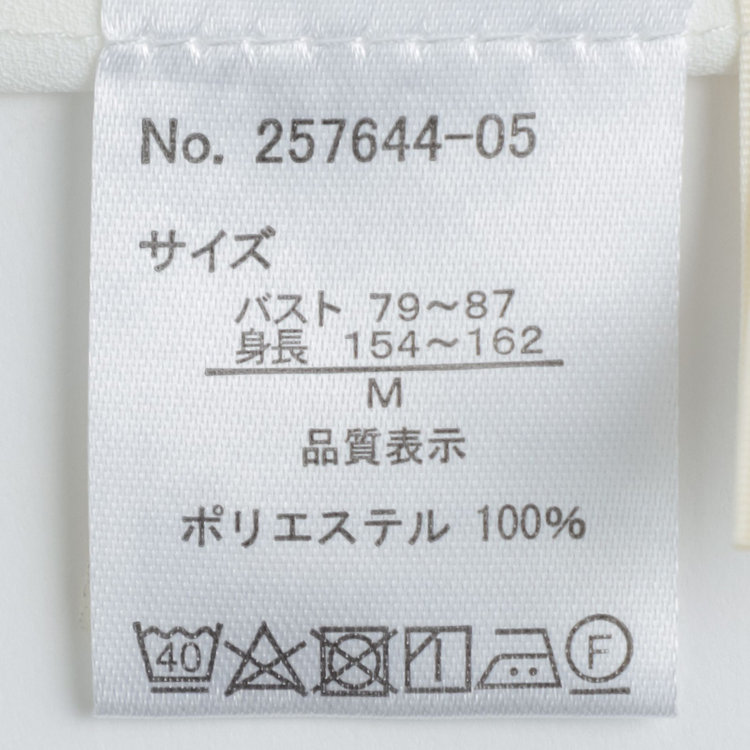 No. 257644-05
サイズ
バスト 79～87
身長 154～162
M
品質表示
ポリエステル 100%
40 F